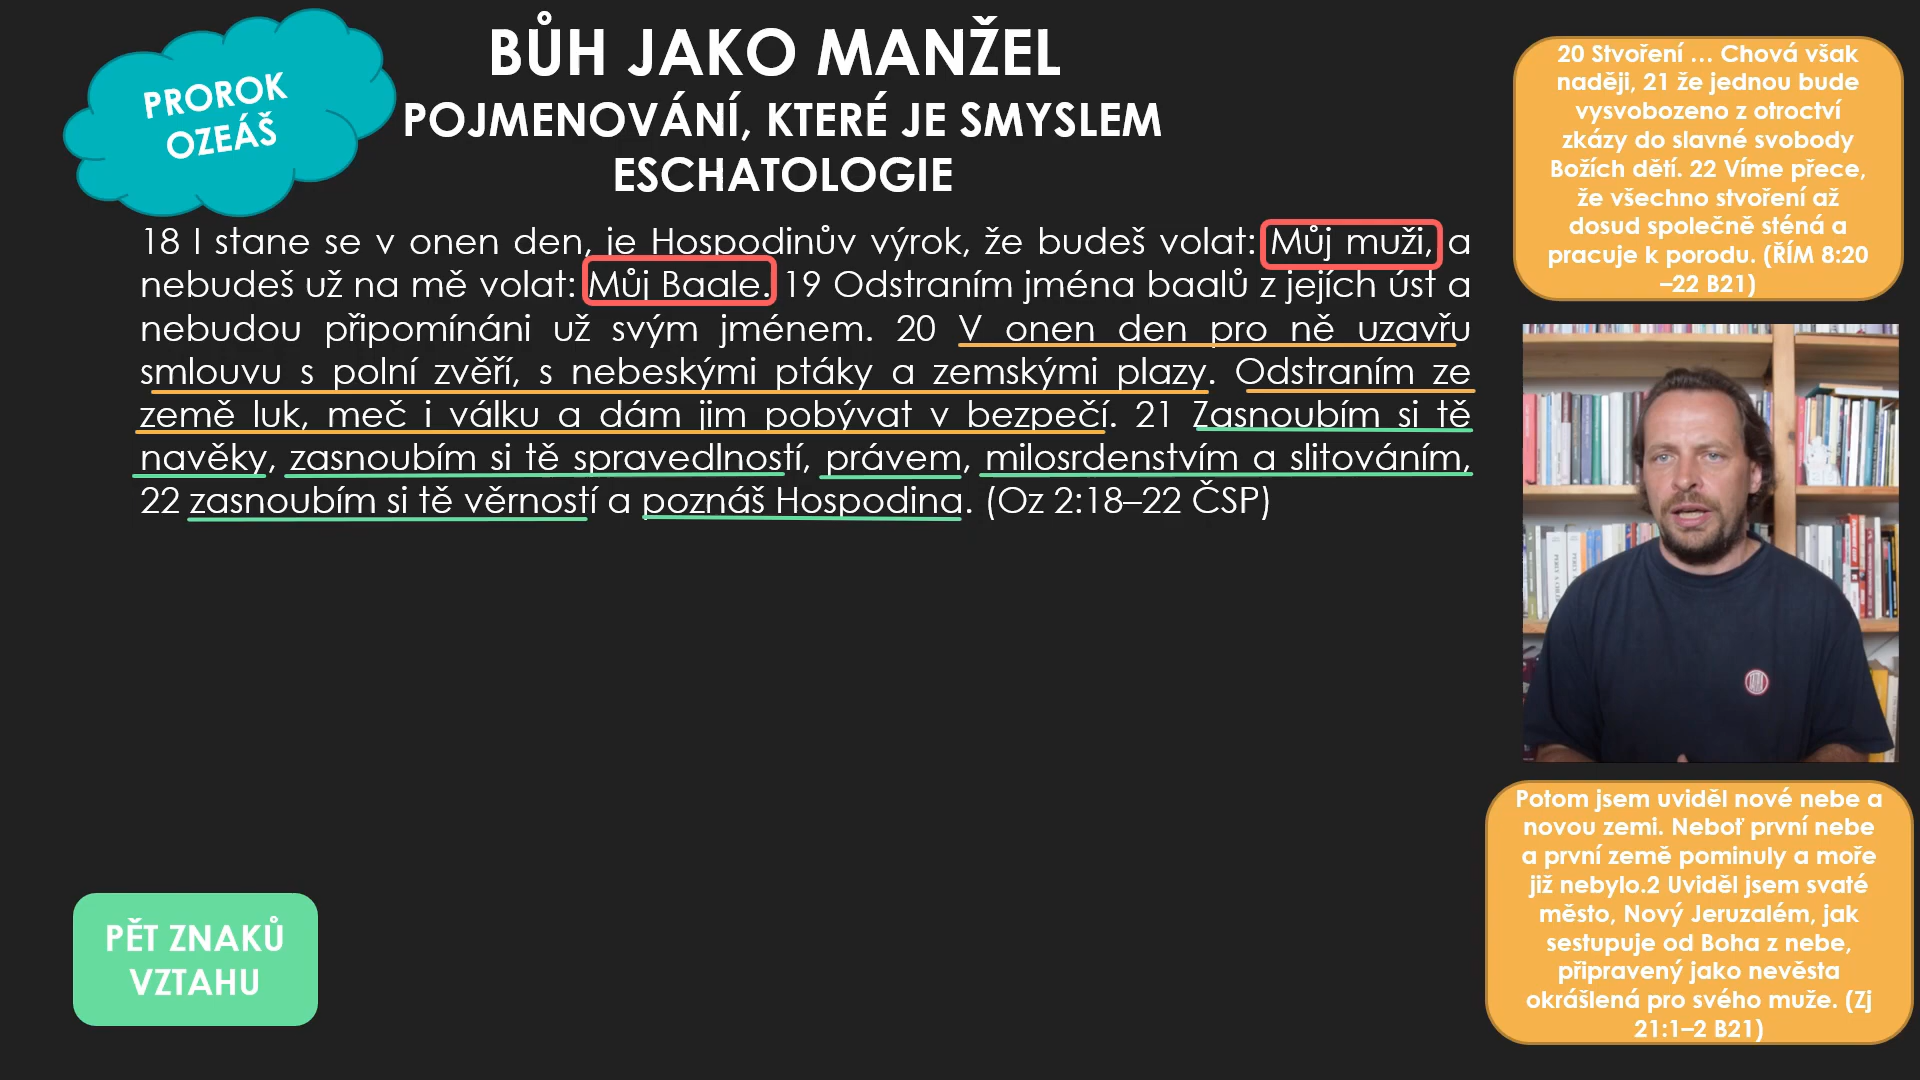 PROROK
OZEÁŠ
BŮH JAKO MANŽEL
POJMENOVÁNÍ, KTERÉ JE SMYSLEM
ESCHATOLOGIE
18 I stane se v onen den, je Hospodinův výrok, že budeš volat: Můj muži, a
nebudeš už na mě volat: Můj Baale. 19 Odstraním jména baalů z jejích úst a
nebudou připomínáni už svým jménem. 20 V onen den pro ně uzavřu
smlouvu s polní zvěří, s nebeskými ptáky a zemskými plazy. Odstraním ze
země luk, meč i válku a dám jim pobývat v bezpečí. 21 Zasnoubím si tě
navěky, zasnoubím si tě spravedlností, právem, milosrdenstvím a slitováním,
22 zasnoubím si tě věrností a poznáš Hospodina. (Oz 2:18–22 ČSP)
PĚT ZNAKŮ
VZTAHU
20 Stvoření … Chová však
naději, 21 že jednou bude
vysvobozeno z otroctví
zkázy do slavné svobody
Božích dětí. 22 Víme přece,
že všechno stvoření až
dosud společně sténá a
pracuje k porodu. (ŘÍM 8:20
–22 B21)
Potom jsem uviděl nové nebe a
novou zemi. Neboť první nebe
a první země pominuly a moře
již nebylo.2 Uviděl jsem svaté
město, Nový Jeruzalém, jak
sestupuje od Boha z nebe,
připravený jako nevěsta
okrášlená pro svého muže. (Zj
21:1–2 B21)